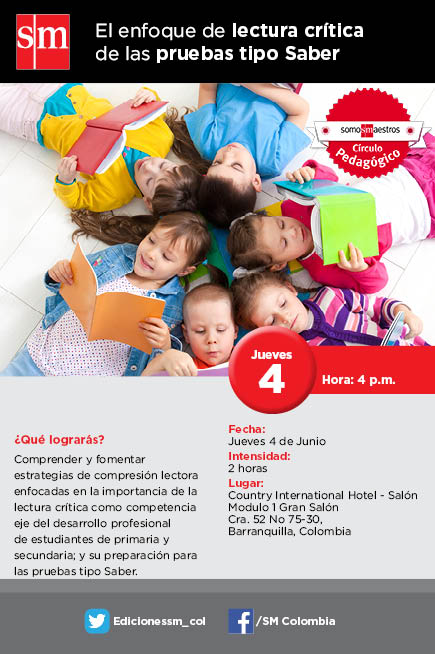 sm
El enfoque de lectura crítica
de las pruebas tipo Saber
somosmaestros
Círculo
Pedagógico
Jueves
4
Hora: 4 p.m.
¿Qué lograrás?
Comprender y fomentar
estrategias de compresión lectora
enfocadas en la importancia de la
lectura crítica como competencia
eje del desarrollo profesional
de estudiantes de primaria y
secundaria; y su preparación para
las pruebas tipo Saber.
Fecha:
Jueves 4 de Junio
Intensidad:
2 horas
Lugar:
Country International Hotel - Salón
Modulo 1 Gran Salón
Cra. 52 No 75-30,
Barranquilla, Colombia
Edicionessm_col
/SM Colombia